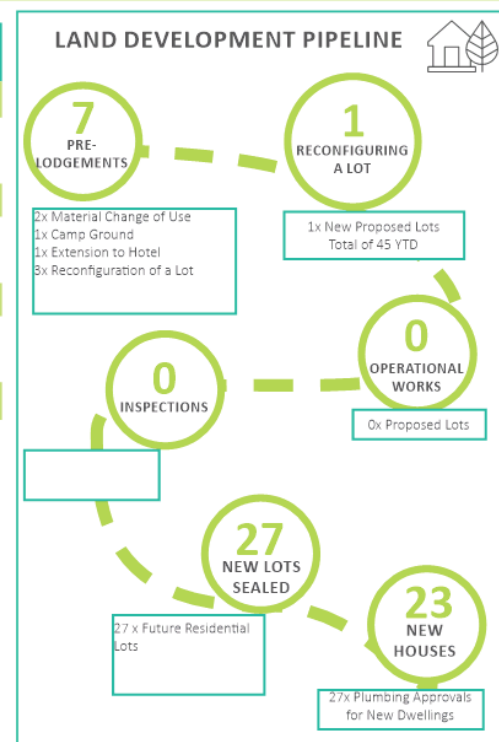 LAND DEVELOPMENT PIPELINE
7
PRE-
LODGEMENTS
2x Material Change of Use
1x Camp Ground
1x Extension to Hotel
3x Reconfiguration of a Lot
1
RECONFIGURING
A LOT
1x New Proposed Lots
Total of 45 YTD
0
OPERATIONAL
WORKS
0x Proposed Lots
0
INSPECTIONS
27
NEW LOTS
SEALED
27 x Future Residential
Lots
23
NEW
HOUSES
27x Plumbing Approvals
for New Dwellings